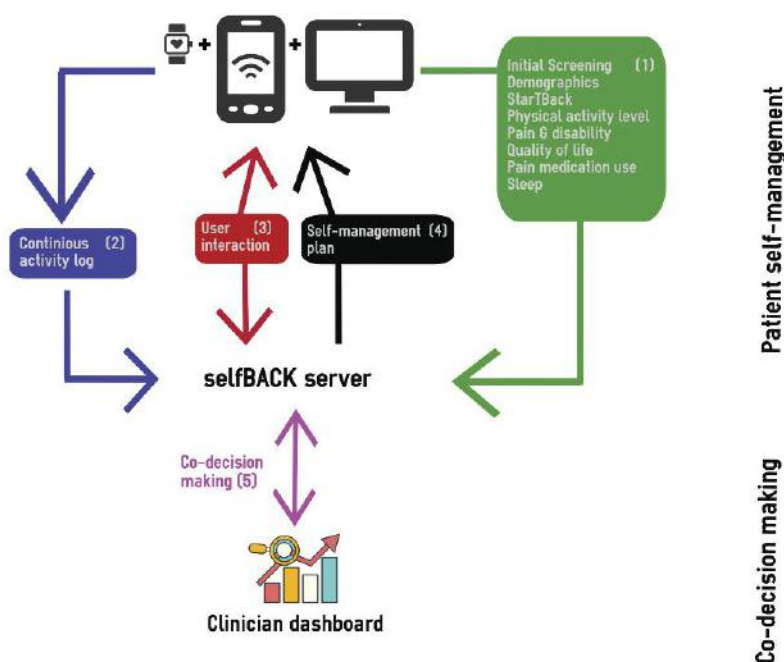 +
+
Initial Screening (1)
Demographics
StarTBack
Physical activity level
Pain & disability
Quality of life
Pain medication use
Sleep
Continious (2)
activity log
User (3)
interaction
Self-management (4)
plan
selfBACK server
Co-decision
making (5)
Clinician dashboard
Patient self-management
Co-decision making